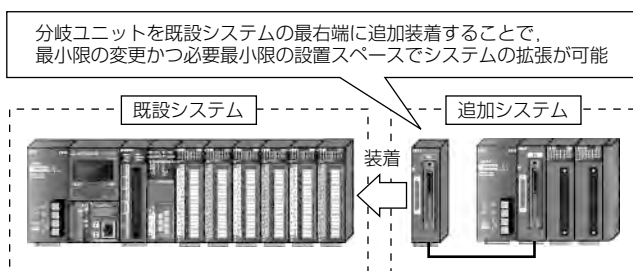 分岐ユニットを既設システムの最右端に追加装着することで，
最小限の変更かつ必要最小限の設置スペースでシステムの拡張が可能
既設システム
追加システム
装着